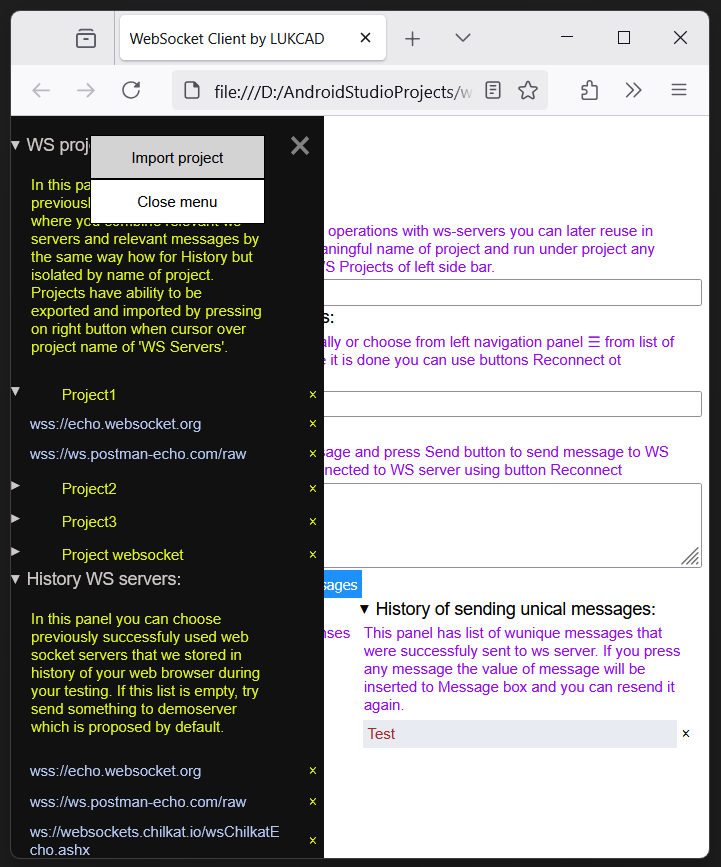 WebSocket Client by LUKCAD
file:///D:/AndroidStudioProjects/w
WS proj
Import project
Close menu
In this pa
previously
where you combine relevant ws
servers and relevant messages by
the same way how for History but
isolated by name of project.
Projects have ability to be
exported and imported by pressing
on right button when cursor over
project name of 'WS Servers'.
Project1 ×
wss://echo.websocket.org ×
wss://ws.postman-echo.com/raw ×
Project2 ×
Project3 ×
Project websocket ×
History WS servers:
In this panel you can choose
previously successfuly used web
socket servers that we stored in
history of your web browser during
your testing. If this list is empty, try
send something to demoserver
which is proposed by default.
wss://echo.websocket.org ×
wss://ws.postman-echo.com/raw ×
wss://websockets.chilkat.io/wsChilkatE
cho.ashx ×
operations with ws-servers you can later reuse in
aningful name of project and run under project any
/S Projects of left side bar.
s:
ally or choose from left navigation panel ☰ from list of
e it is done you can use buttons Reconnect ot
sage and press Send button to send message to WS
nnected to WS server using button Reconnect
sages
nses
History of sending unical messages:
This panel has list of wunique messages that
were successfuly sent to ws server. If you press
any message the value of message will be
inserted to Message box and you can resend it
again.
Test ×